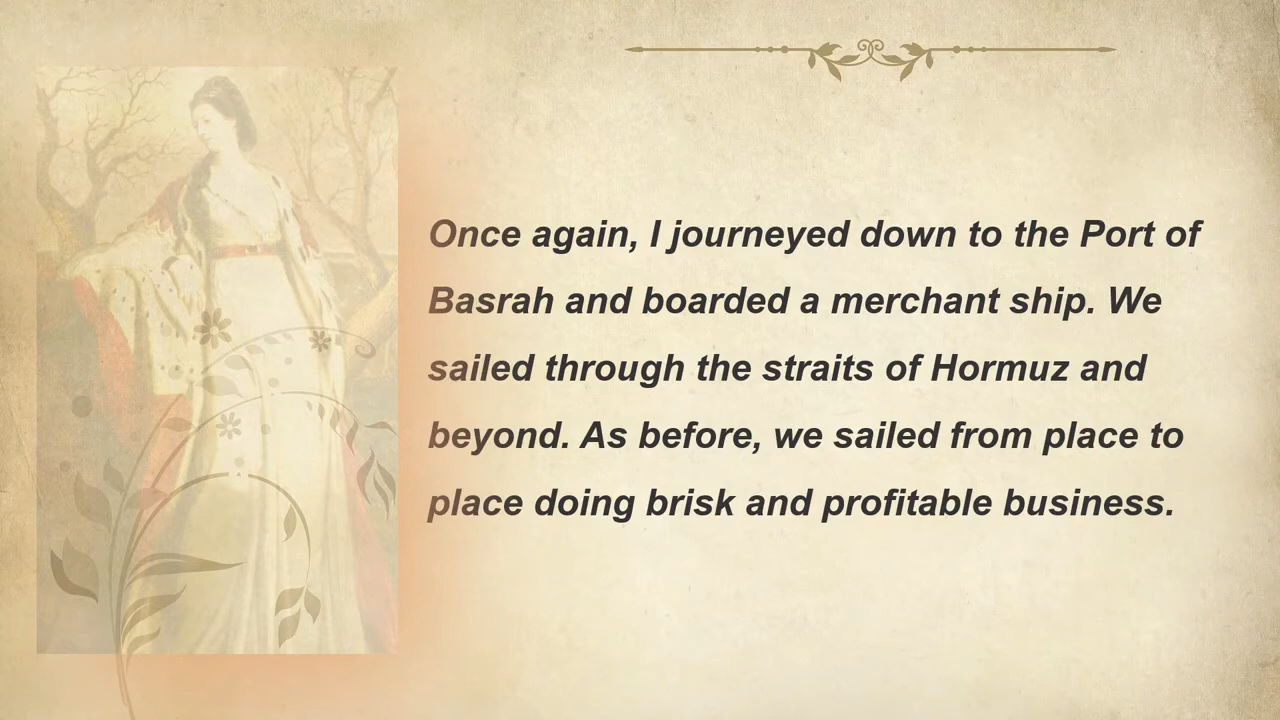 Once again, I journeyed down to the Port of
Basrah and boarded a merchant ship. We
sailed through the straits of Hormuz and
beyond. As before, we sailed from place to
place doing brisk and profitable business.